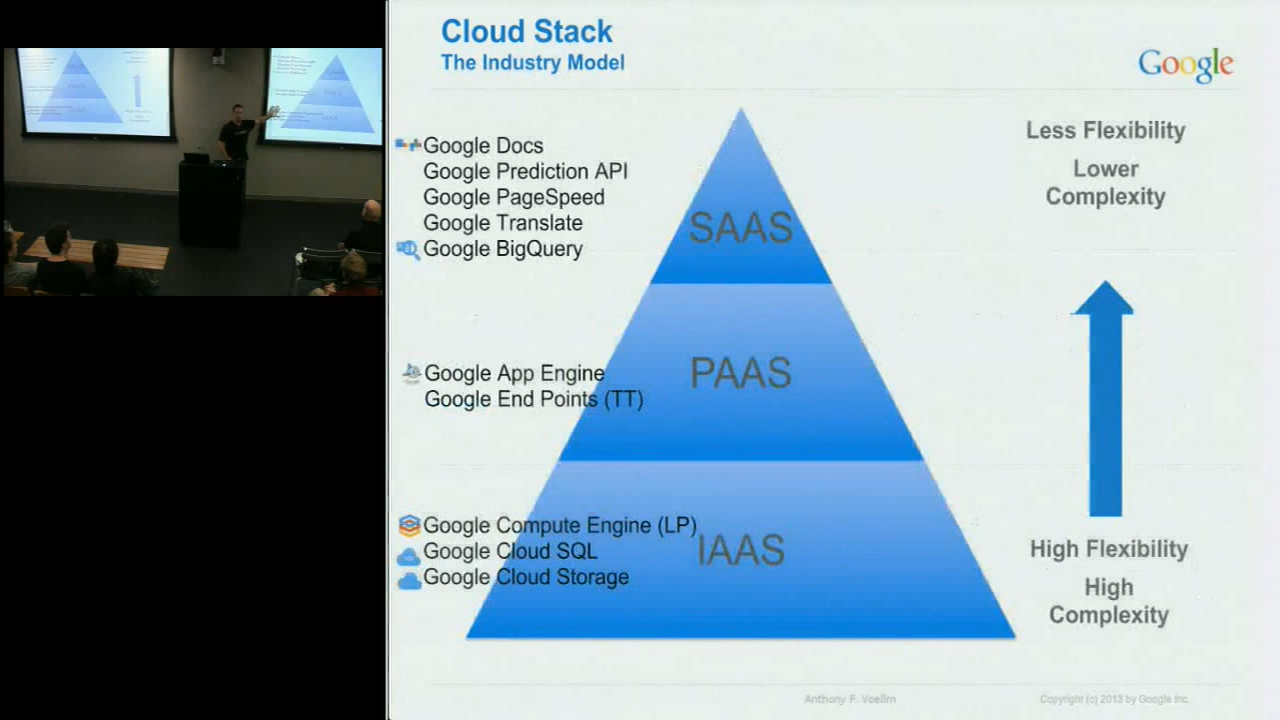 Cloud Stack
The Industry Model
Google
Google Docs
Google Prediction API
Google PageSpeed
Google Translate
Google BigQuery
SAAS
Less Flexibility
Lower
Complexity
Google App Engine
Google End Points (TT)
PAAS
Google Compute Engine (LP)
Google Cloud SQL
Google Cloud Storage
IAAS
High Flexibility
High
Complexity
Anthony F. Voellm
Copyright (c) 2013 by Google Inc.